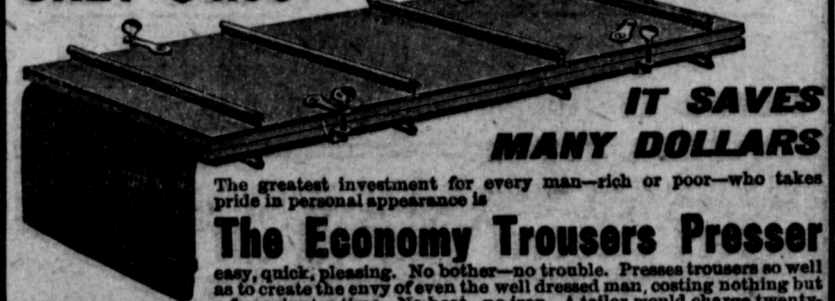 IT SAVES
MANY DOLLARS
The greatest investment for every man—rich or poor—who takes
pride in personal appearance is
The Economy Trousers Presser
easy, quick, pleasing. No bother—no trouble. Presses trousers so well
as to create the envy of even the well dressed man, costing nothing but